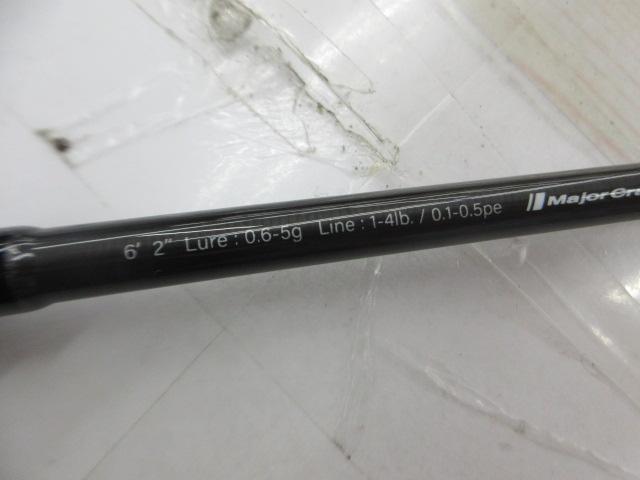 6' 2" Lure : 0.6-5g Line : 1-4lb. / 0.1-0.5pe